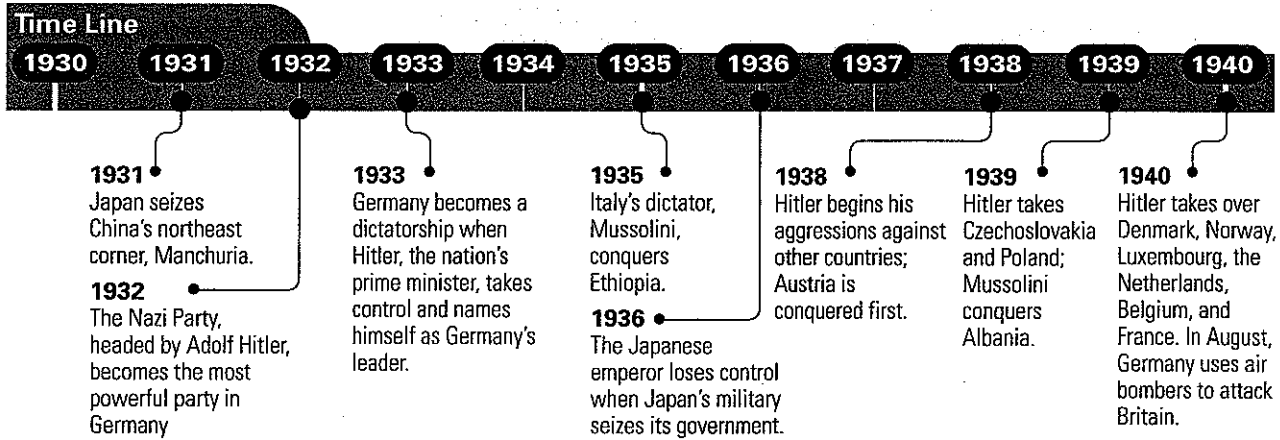 Time Line
1930 1931 1932 1933 1934 1935 1936 1937 1938 1939 1940
1931
Japan seizes
China's northeast
corner, Manchuria.
1932
The Nazi Party,
headed by Adolf Hitler,
becomes the most
powerful party in
Germany
1933
Germany becomes a
dictatorship when
Hitler, the nation's
prime minister, takes
control and names
himself as Germany's
leader.
1935
Italy's dictator,
Mussolini,
conquers
Ethiopia.
1936
The Japanese
emperor loses control
when Japan's military
seizes its government.
1938
Hitler begins his
aggressions against
other countries;
Austria is
conquered first.
1939
Hitler takes
Czechoslovakia
and Poland;
Mussolini
conquers
Albania.
1940
Hitler takes over
Denmark, Norway,
Luxembourg, the
Netherlands,
Belgium, and
France. In August,
Germany uses air
bombers to attack
Britain.